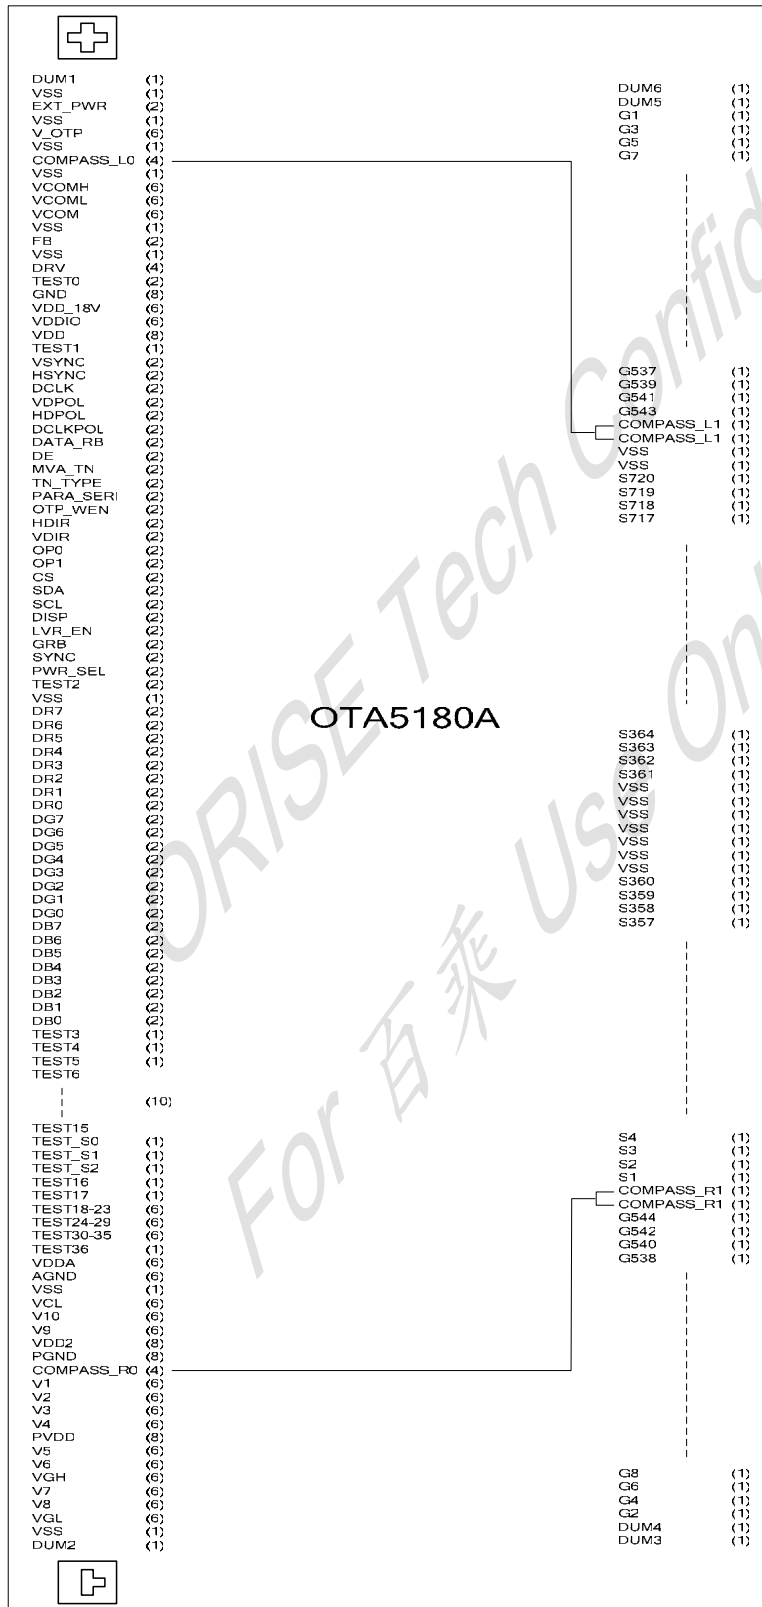 DUM1 (1)
VSS (1)
EXT_PWR (2)
VSS (1)
V_OTP (6)
VSS (1)
COMPASS_L0 (4)
VSS (1)
VCOMH (6)
VCOML (6)
VCOM (6)
VSS (1)
FB (2)
VSS (1)
DRV (4)
TEST0 (2)
GND (8)
VDD_18V (6)
VDDIO (6)
VDD (8)
TEST1 (1)
VSYNC (2)
HSYNC (2)
DCLK (2)
VDPOL (2)
HDPOL (2)
DCLKPOL (2)
DATA_RB (2)
DE (2)
MVA_TN (2)
TN_TYPE (2)
PARA_SERI (2)
OTP_WEN (2)
HDIR (2)
VDIR (2)
OP0 (2)
OP1 (2)
CS (2)
SDA (2)
SCL (2)
DISP (2)
LVR_EN (2)
GRB (2)
SYNC (2)
PWR_SEL (2)
TEST2 (2)
VSS (1)
DR7 (2)
DR6 (2)
DR5 (2)
DR4 (2)
DR3 (2)
DR2 (2)
DR1 (2)
DR0 (2)
DG7 (2)
DG6 (2)
DG5 (2)
DG4 (2)
DG3 (2)
DG2 (2)
DG1 (2)
DG0 (2)
DB7 (2)
DB6 (2)
DB5 (2)
DB4 (2)
DB3 (2)
DB2 (2)
DB1 (2)
DB0 (2)
TEST3 (1)
TEST4 (1)
TEST5 (1)
TEST6
(10)
TEST15
TEST_S0 (1)
TEST_S1 (1)
TEST_S2 (1)
TEST16 (1)
TEST17 (1)
TEST18-23 (6)
TEST24-29 (6)
TEST30-35 (6)
TEST36 (1)
VDDA (6)
AGND (6)
VSS (1)
VCL (6)
V10 (6)
V9 (6)
VDD2 (8)
PGND (8)
COMPASS_R0 (4)
V1 (6)
V2 (6)
V3 (6)
V4 (6)
PVDD (8)
V5 (6)
V6 (6)
VGH (6)
V7 (6)
V8 (6)
VGL (6)
VSS (1)
DUM2 (1)
OTA5180A
DUM6 (1)
DUM5 (1)
G1 (1)
G3 (1)
G5 (1)
G7 (1)
G537 (1)
G539 (1)
G541 (1)
G543 (1)
COMPASS_L1 (1)
COMPASS_L1 (1)
VSS (1)
VSS (1)
S720 (1)
S719 (1)
S718 (1)
S717 (1)
S364 (1)
S363 (1)
S362 (1)
S361 (1)
VSS (1)
VSS (1)
VSS (1)
VSS (1)
VSS (1)
VSS (1)
VSS (1)
S360 (1)
S359 (1)
S358 (1)
S357 (1)
S4 (1)
S3 (1)
S2 (1)
S1 (1)
COMPASS_R1 (1)
COMPASS_R1 (1)
G544 (1)
G542 (1)
G540 (1)
G538 (1)
G8 (1)
G6 (1)
G4 (1)
G2 (1)
DUM4 (1)
DUM3 (1)
ORISE Tech
For 百乘 Use